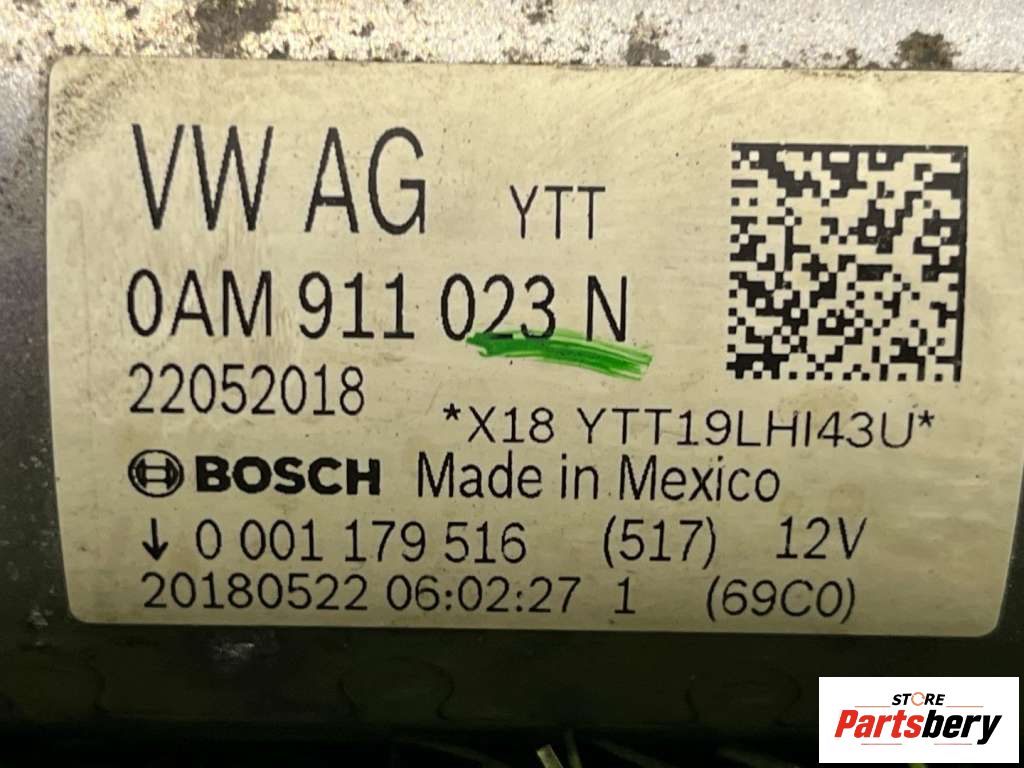 VW AG YTT
0AM 911 023 N
22052018
*X18 YTT19LHI43U*
BOSCH Made in Mexico
↓ 0 001 179 516 (517) 12V
20180522 06:02:27 1 (69C0)
STORE
Partsbery